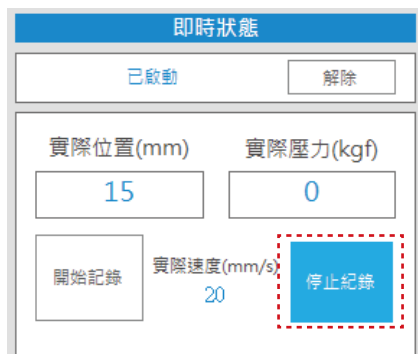 即時狀態
已啟動 解除
實際位置(mm) 實際壓力(kgf)
15 0
開始記錄 實際速度(mm/s) 停止紀錄
20